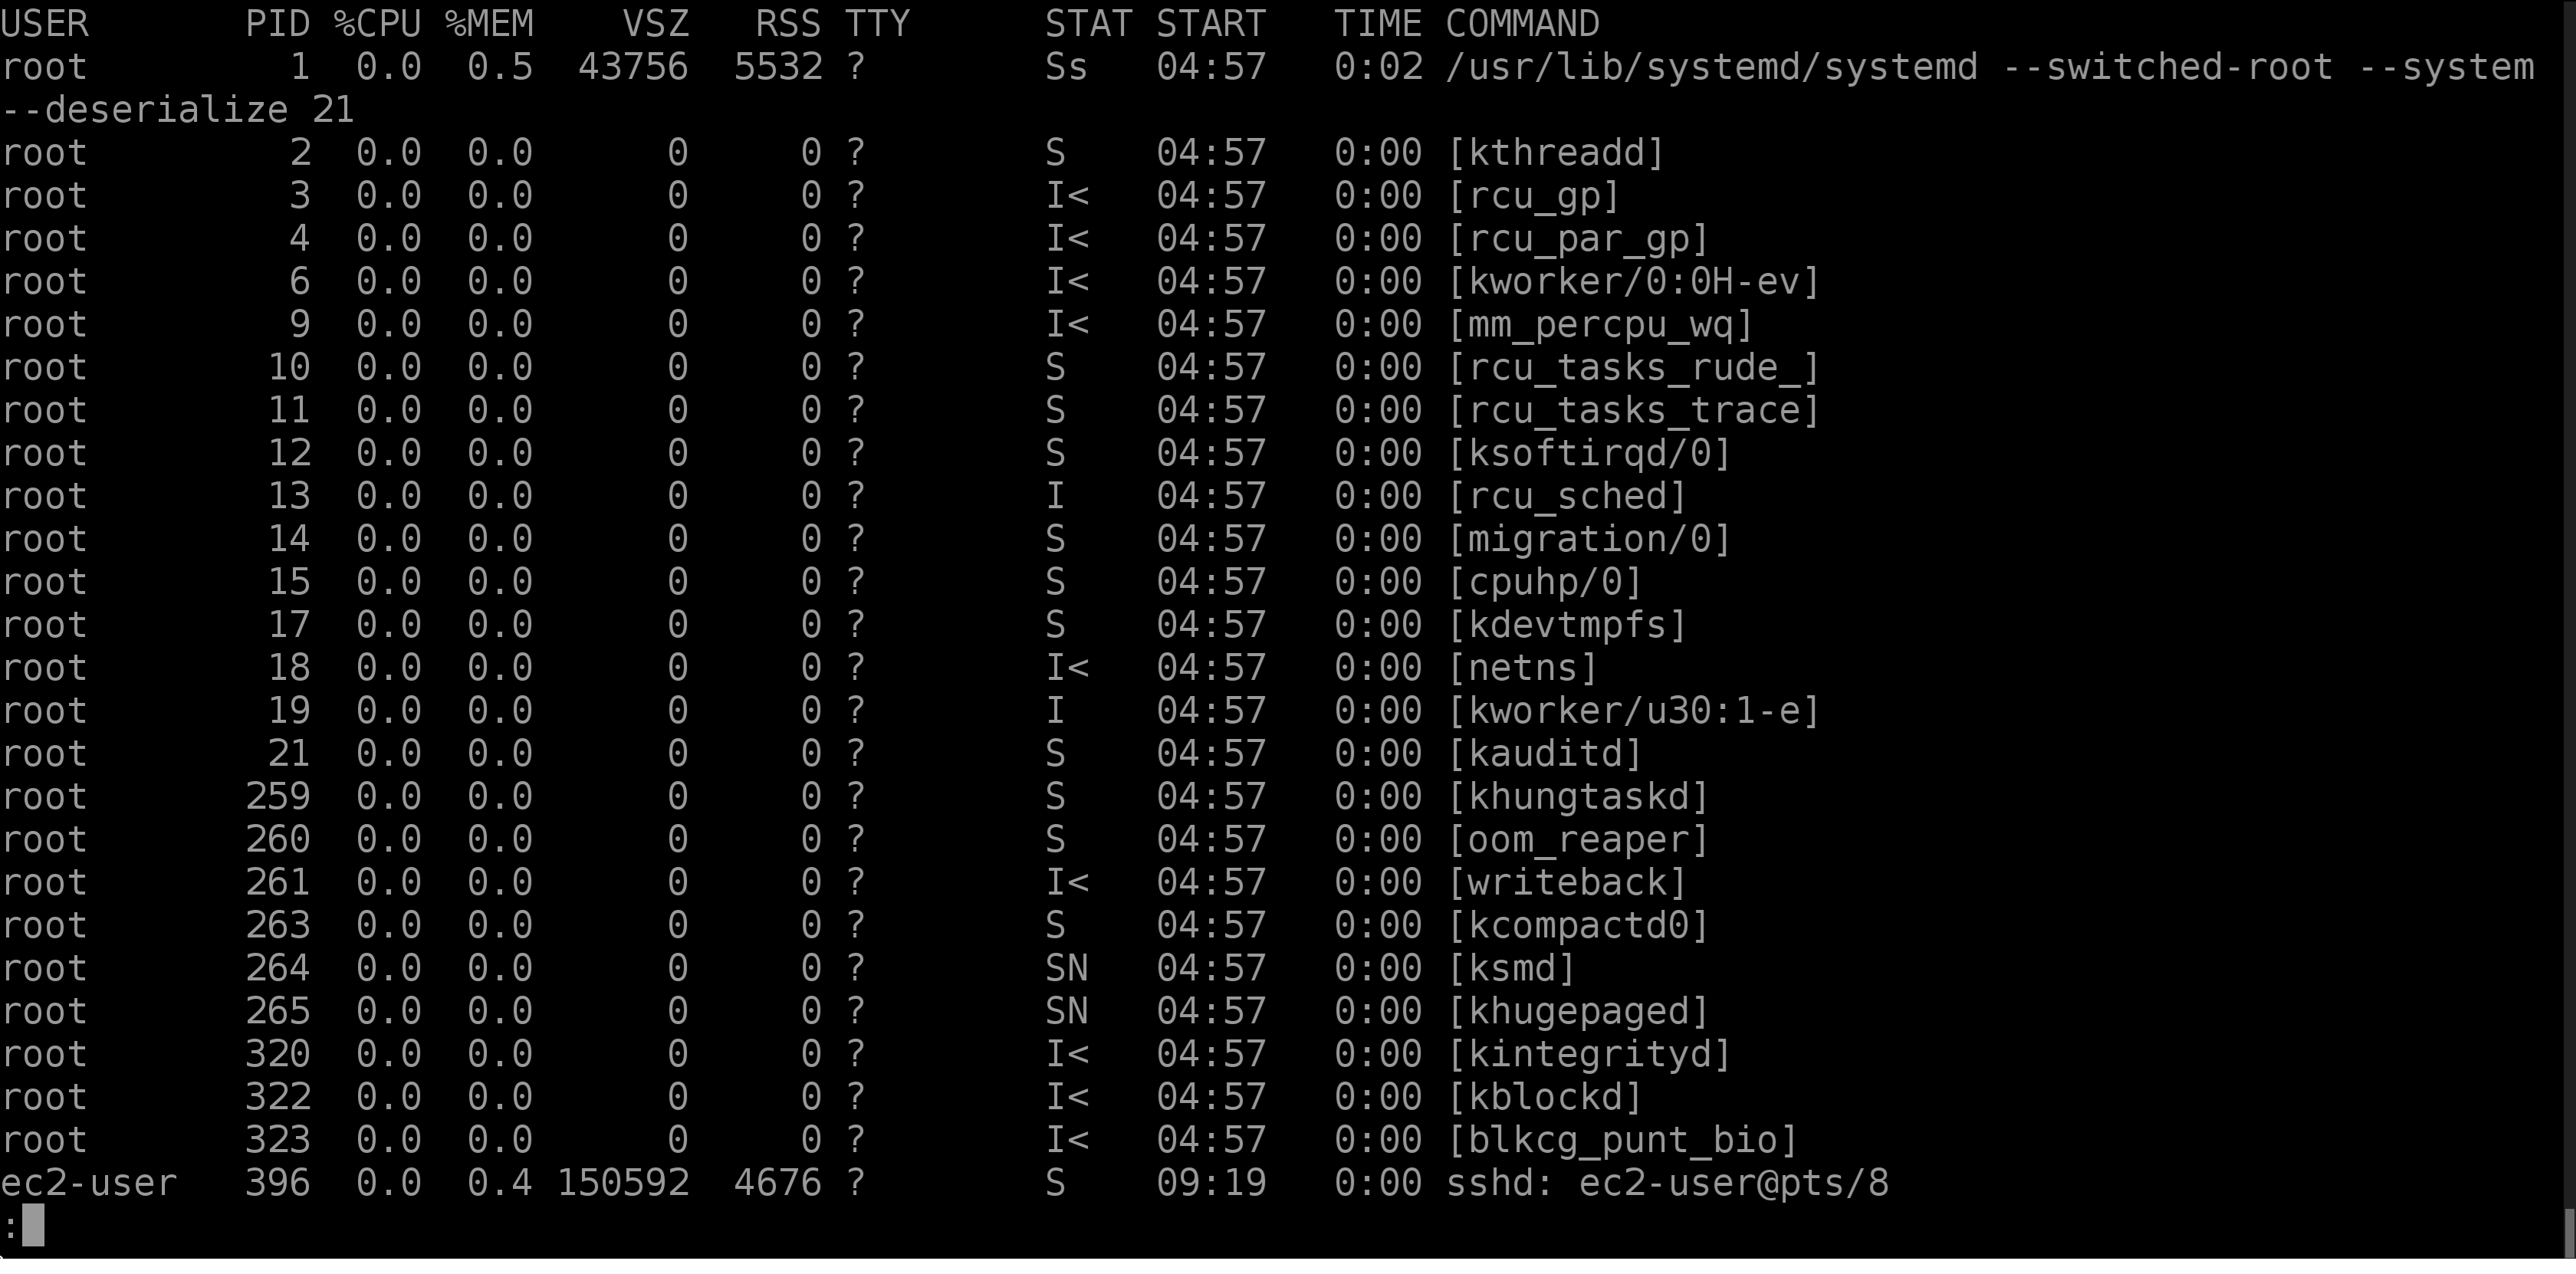 USER       PID %CPU %MEM    VSZ   RSS TTY      STAT START   TIME COMMAND
root         1  0.0  0.5  43756  5532 ?        Ss   04:57   0:02 /usr/lib/systemd/systemd --switched-root --system
--deserialize 21
root         2  0.0  0.0      0     0 ?        S    04:57   0:00 [kthreadd]
root         3  0.0  0.0      0     0 ?        I<   04:57   0:00 [rcu_gp]
root         4  0.0  0.0      0     0 ?        I<   04:57   0:00 [rcu_par_gp]
root         6  0.0  0.0      0     0 ?        I<   04:57   0:00 [kworker/0:0H-ev]
root         9  0.0  0.0      0     0 ?        I<   04:57   0:00 [mm_percpu_wq]
root        10  0.0  0.0      0     0 ?        S    04:57   0:00 [rcu_tasks_rude_]
root        11  0.0  0.0      0     0 ?        S    04:57   0:00 [rcu_tasks_trace]
root        12  0.0  0.0      0     0 ?        S    04:57   0:00 [ksoftirqd/0]
root        13  0.0  0.0      0     0 ?        I    04:57   0:00 [rcu_sched]
root        14  0.0  0.0      0     0 ?        S    04:57   0:00 [migration/0]
root        15  0.0  0.0      0     0 ?        S    04:57   0:00 [cpuhp/0]
root        17  0.0  0.0      0     0 ?        S    04:57   0:00 [kdevtmpfs]
root        18  0.0  0.0      0     0 ?        I<   04:57   0:00 [netns]
root        19  0.0  0.0      0     0 ?        I    04:57   0:00 [kworker/u30:1-e]
root        21  0.0  0.0      0     0 ?        S    04:57   0:00 [kauditd]
root       259  0.0  0.0      0     0 ?        S    04:57   0:00 [khungtaskd]
root       260  0.0  0.0      0     0 ?        S    04:57   0:00 [oom_reaper]
root       261  0.0  0.0      0     0 ?        I<   04:57   0:00 [writeback]
root       263  0.0  0.0      0     0 ?        S    04:57   0:00 [kcompactd0]
root       264  0.0  0.0      0     0 ?        SN   04:57   0:00 [ksmd]
root       265  0.0  0.0      0     0 ?        SN   04:57   0:00 [khugepaged]
root       320  0.0  0.0      0     0 ?        I<   04:57   0:00 [kintegrityd]
root       322  0.0  0.0      0     0 ?        I<   04:57   0:00 [kblockd]
root       323  0.0  0.0      0     0 ?        I<   04:57   0:00 [blkcg_punt_bio]
ec2-user   396  0.0  0.4 150592  4676 ?        S    09:19   0:00 sshd: ec2-user@pts/8
: